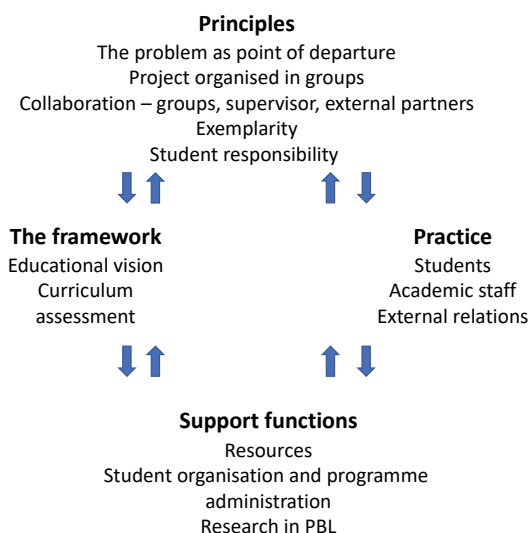 Principles
The problem as point of departure
Project organised in groups
Collaboration – groups, supervisor, external partners
Exemplarity
Student responsibility
The framework
Educational vision
Curriculum
assessment
Practice
Students
Academic staff
External relations
Support functions
Resources
Student organisation and programme
administration
Research in PBL